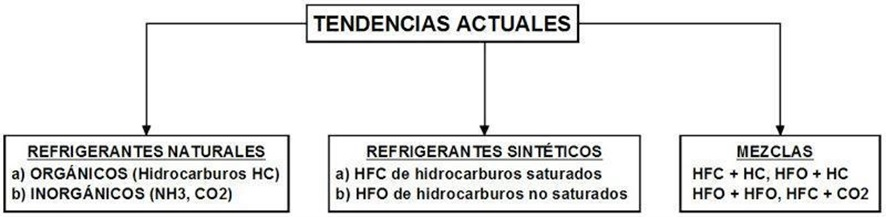 TENDENCIAS ACTUALES
REFRIGERANTES NATURALES
a) ORGÁNICOS (Hidrocarburos HC)
b) INORGÁNICOS (NH3, CO2)
REFRIGERANTES SINTÉTICOS
a) HFC de hidrocarburos saturados
b) HFO de hidrocarburos no saturados
MEZCLAS
HFC + HC, HFO + HC
HFO + HFO, HFC + CO2